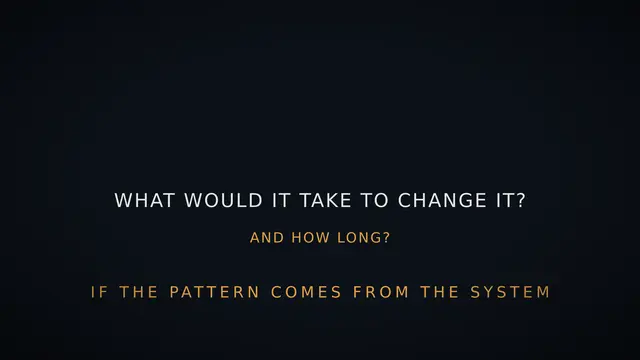 WHAT WOULD IT TAKE TO CHANGE IT?
AND HOW LONG?
IF THE PATTERN COMES FROM THE SYSTEM